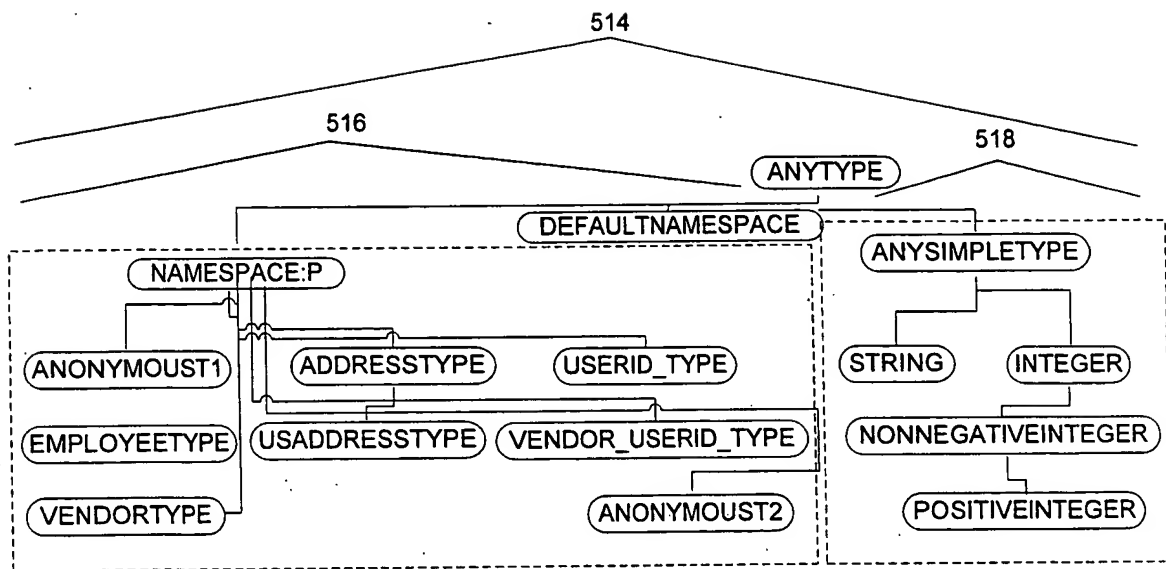 514
516
518
ANYTYPE
DEFAULTNAMESPACE
NAMESPACE:P
ANYSIMPLETYPE
ANONYMOUST1
ADDRESSTYPE
USERID_TYPE
STRING
INTEGER
EMPLOYEETYPE
USADDRESSTYPE
VENDOR_USERID_TYPE
NONNEGATIVEINTEGER
VENDORTYPE
ANONYMOUST2
POSITIVEINTEGER